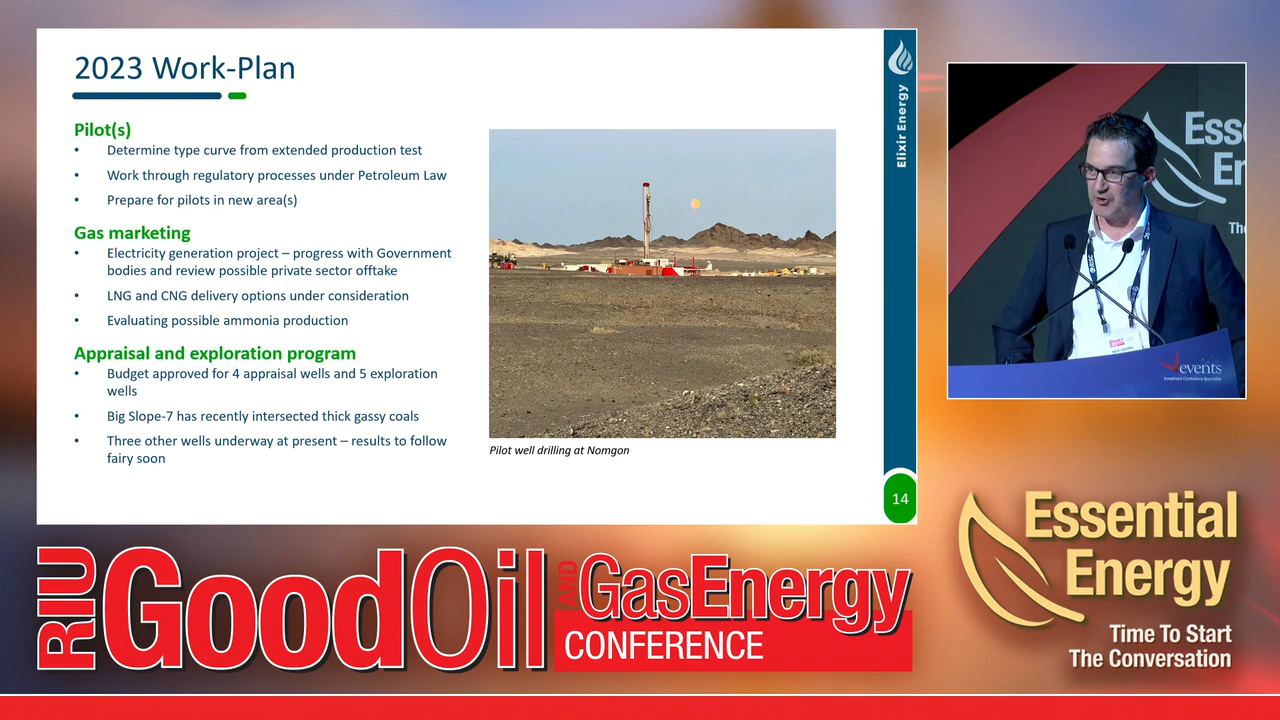 2023 Work-Plan
Pilot(s)
• Determine type curve from extended production test
• Work through regulatory processes under Petroleum Law
• Prepare for pilots in new area(s)
Gas marketing
• Electricity generation project – progress with Government
bodies and review possible private sector offtake
• LNG and CNG delivery options under consideration
• Evaluating possible ammonia production
Appraisal and exploration program
• Budget approved for 4 appraisal wells and 5 exploration
wells
• Big Slope-7 has recently intersected thick gassy coals
• Three other wells underway at present – results to follow
fairy soon
Pilot well drilling at Nomgon
Elixir Energy
14
Ess
En
The
events
Investment Conference Specialists
RIU GoodOil AND GasEnergy
CONFERENCE
Essential
Energy
Time To Start
The Conversation